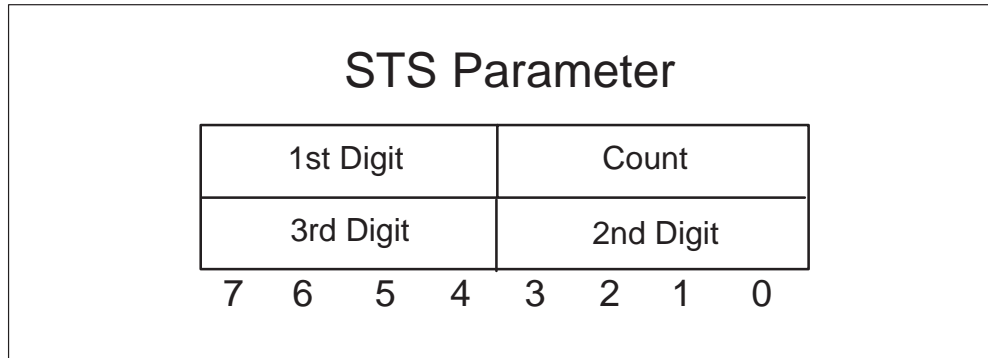 STS Parameter
1st Digit Count
3rd Digit 2nd Digit
7 6 5 4 3 2 1 0